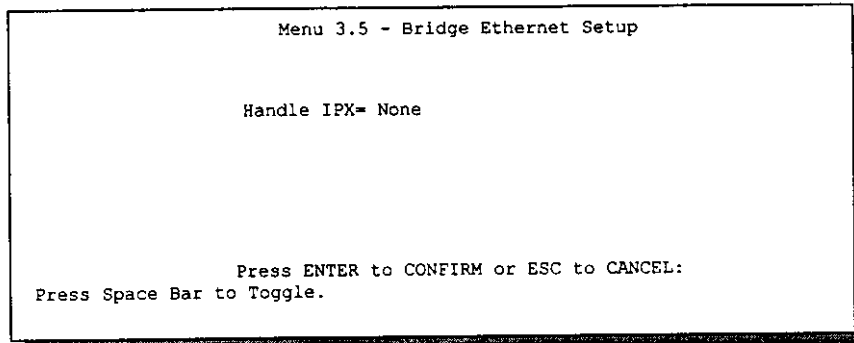 Menu 3.5 - Bridge Ethernet Setup
Handle IPX= None
Press ENTER to CONFIRM or ESC to CANCEL:
Press Space Bar to Toggle.